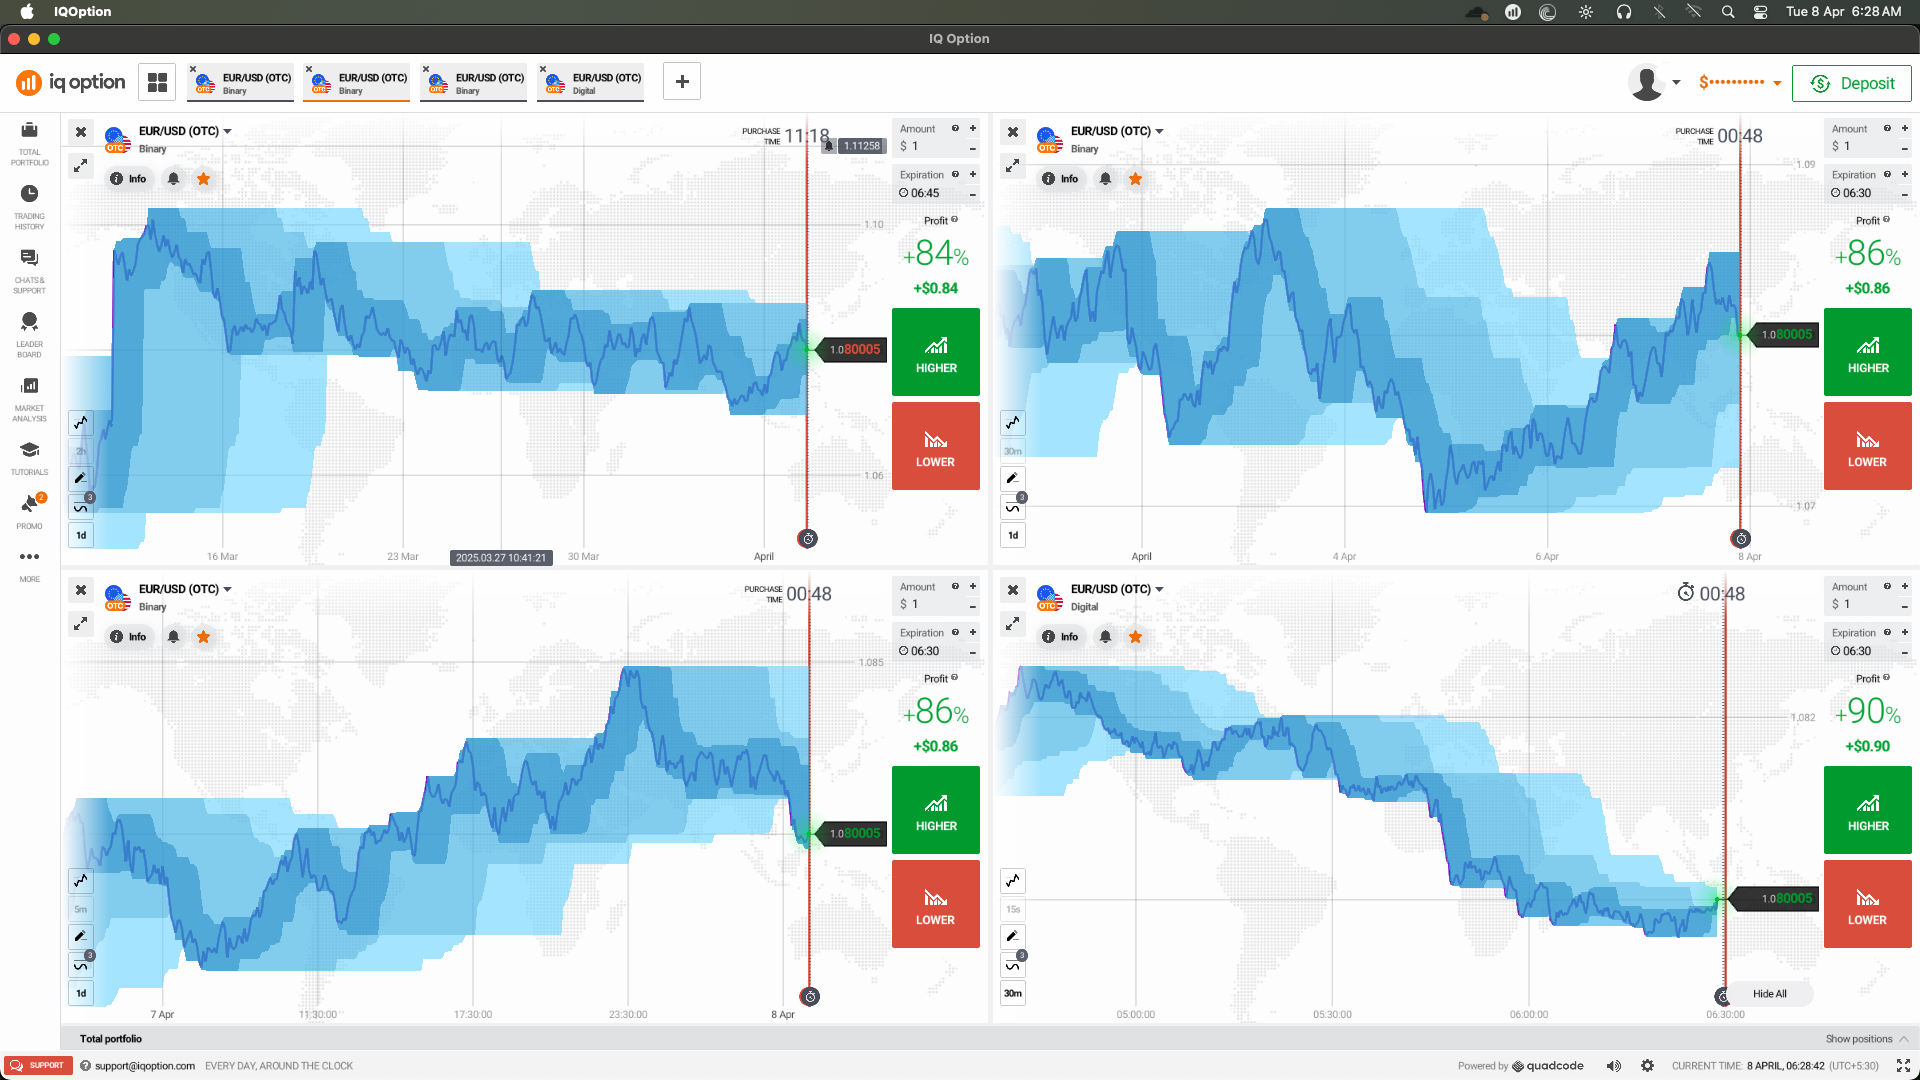 IQOption
Tue 8 Apr 6:28 AM
IQ Option
iq option
EUR/USD (OTC)
Binary
EUR/USD (OTC)
Binary
EUR/USD (OTC)
Binary
EUR/USD (OTC)
Digital
$••••••••••
Deposit
TOTAL
PORTFOLIO
TRADING
HISTORY
CHATS &
SUPPORT
LEADER
BOARD
MARKET
ANALYSIS
TUTORIALS
2
PROMO
MORE
EUR/USD (OTC)
Binary
Info
PURCHASE
TIME
11:18
1.11258
1.10
1.080005
1.06
2h
3
1d
16 Mar
23 Mar
2025.03.27 10:41:21
30 Mar
April
Amount
$ 1
Expiration
06:45
Profit
+84%
+$0.84
HIGHER
LOWER
EUR/USD (OTC)
Binary
Info
PURCHASE
TIME
00:48
1.09
1.080005
1.07
30m
3
1d
April
4 Apr
6 Apr
8 Apr
Amount
$ 1
Expiration
06:30
Profit
+86%
+$0.86
HIGHER
LOWER
EUR/USD (OTC)
Binary
Info
PURCHASE
TIME
00:48
1.085
1.080005
5m
3
1d
7 Apr
11:30:00
17:30:00
23:30:00
8 Apr
Amount
$ 1
Expiration
06:30
Profit
+86%
+$0.86
HIGHER
LOWER
EUR/USD (OTC)
Digital
Info
00:48
1.082
1.080005
15s
3
30m
Hide All
05:00:00
05:30:00
06:00:00
06:30:00
Amount
$ 1
Expiration
06:30
Profit
+90%
+$0.90
HIGHER
LOWER
Total portfolio
Show positions
SUPPORT
support@iqoption.com
EVERY DAY, AROUND THE CLOCK
Powered by quadcode
CURRENT TIME: 8 APRIL, 06:28:42 (UTC+5:30)